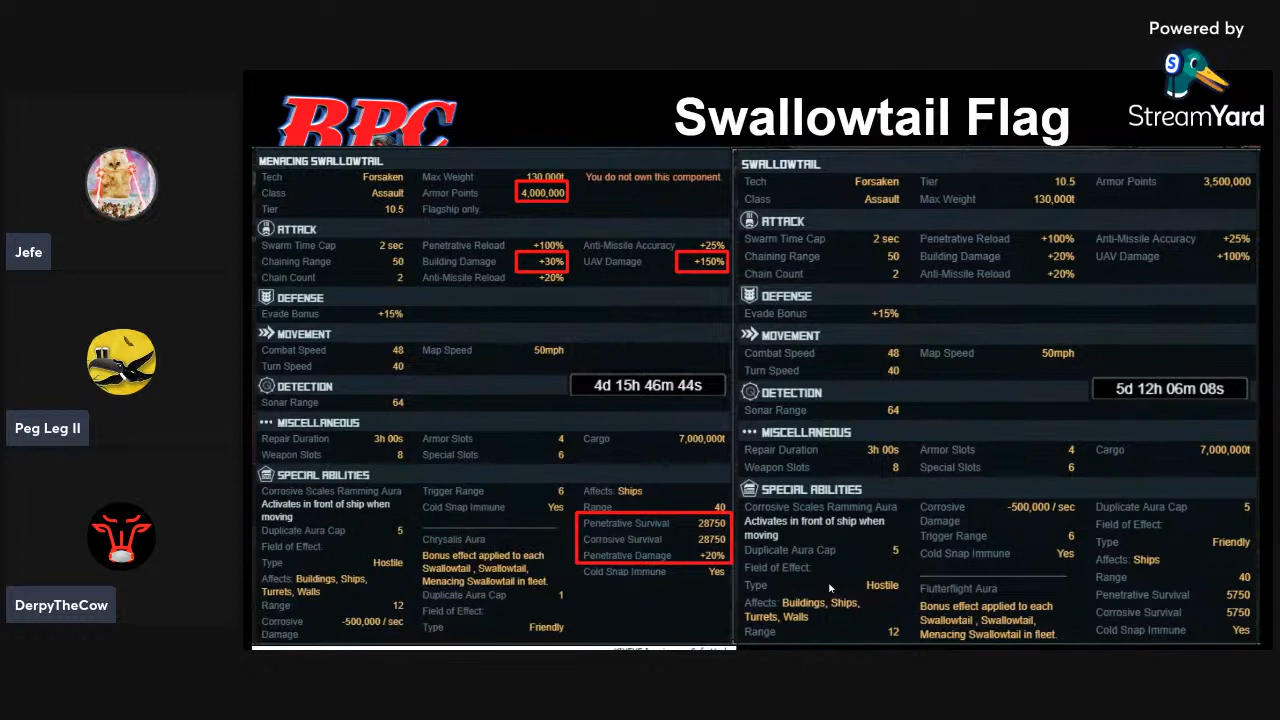 Powered by
StreamYard
BPC
Swallowtail Flag
Jefe
Peg Leg II
DerpyTheCow
MENACING SWALLOWTAIL
Tech Forsaken Max Weight 130,000t You do not own this component.
Class Assault Armor Points 4,000,000
Tier 10.5 Flagship only.
ATTACK
Swarm Time Cap 2 sec Penetrative Reload +100% Anti-Missile Accuracy +25%
Chaining Range 50 Building Damage +30% UAV Damage +150%
Chain Count 2 Anti-Missile Reload +20%
DEFENSE
Evade Bonus +15%
MOVEMENT
Combat Speed 48 Map Speed 50mph
Turn Speed 40
DETECTION
4d 15h 46m 44s
Sonar Range 64
MISCELLANEOUS
Repair Duration 3h 00s Armor Slots 4 Cargo 7,000,000t
Weapon Slots 8 Special Slots 6
SPECIAL ABILITIES
Corrosive Scales Ramming Aura
Activates in front of ship when
moving
Duplicate Aura Cap 5
Field of Effect:
Type Hostile
Affects: Buildings, Ships,
Turrets, Walls
Range 12
Corrosive
Damage -500,000 / sec
Trigger Range 6
Cold Snap Immune Yes
Chrysalis Aura
Bonus effect applied to each
Swallowtail , Swallowtail,
Menacing Swallowtail in fleet.
Duplicate Aura Cap 1
Field of Effect:
Type Friendly
Affects: Ships
Range 40
Penetrative Survival 28750
Corrosive Survival 28750
Penetrative Damage +20%
Cold Snap Immune Yes
SWALLOWTAIL
Tech Forsaken Tier 10.5 Armor Points 3,500,000
Class Assault Max Weight 130,000t
ATTACK
Swarm Time Cap 2 sec Penetrative Reload +100% Anti-Missile Accuracy +25%
Chaining Range 50 Building Damage +20% UAV Damage +100%
Chain Count 2 Anti-Missile Reload +20%
DEFENSE
Evade Bonus +15%
MOVEMENT
Combat Speed 48 Map Speed 50mph
Turn Speed 40
DETECTION
5d 12h 06m 08s
Sonar Range 64
MISCELLANEOUS
Repair Duration 3h 00s Armor Slots 4 Cargo 7,000,000t
Weapon Slots 8 Special Slots 6
SPECIAL ABILITIES
Corrosive Scales Ramming Aura
Activates in front of ship when
moving
Duplicate Aura Cap 5
Field of Effect:
Type Hostile
Affects: Buildings, Ships,
Turrets, Walls
Range 12
Corrosive -500,000 / sec
Damage
Trigger Range 6
Cold Snap Immune Yes
Flutterflight Aura
Bonus effect applied to each
Swallowtail , Swallowtail,
Menacing Swallowtail in fleet.
Duplicate Aura Cap 5
Field of Effect:
Type Friendly
Affects: Ships
Range 40
Penetrative Survival 5750
Corrosive Survival 5750
Cold Snap Immune Yes